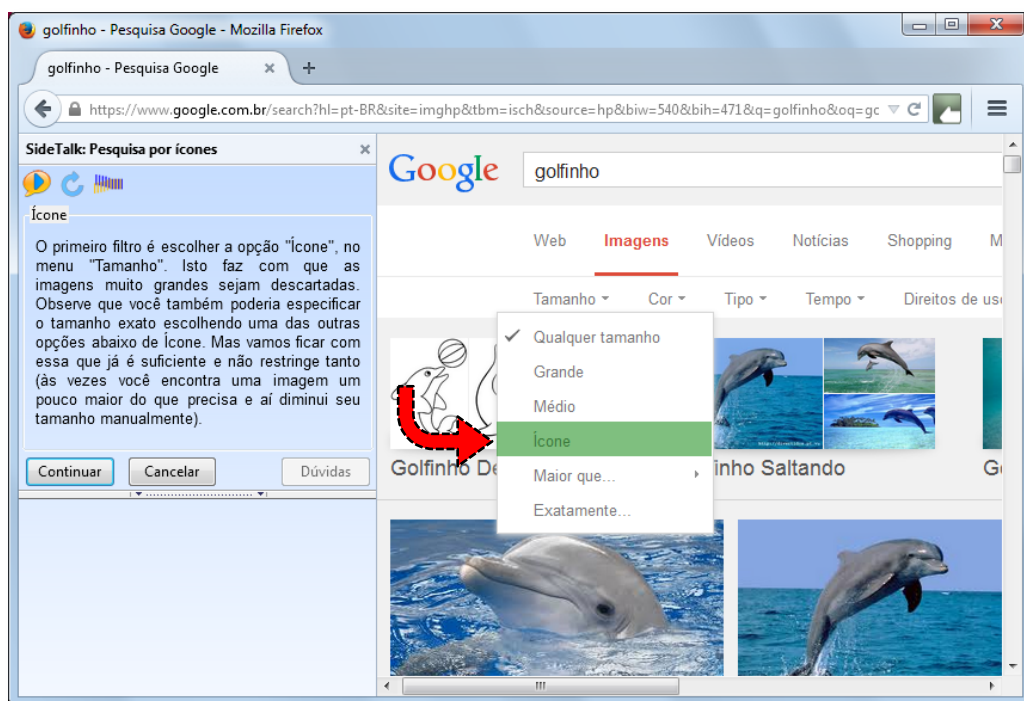 golfinho - Pesquisa Google - Mozilla Firefox
golfinho - Pesquisa Google
https://www.google.com.br/search?hl=pt-BR&site=imghp&tbm=isch&source=hp&biw=540&bih=471&q=golfinho&oq=gc
SideTalk: Pesquisa por ícones
Ícone
O primeiro filtro é escolher a opção "Ícone", no
menu "Tamanho". Isto faz com que as
imagens muito grandes sejam descartadas.
Observe que você também poderia especificar
o tamanho exato escolhendo uma das outras
opções abaixo de Ícone. Mas vamos ficar com
essa que já é suficiente e não restringe tanto
(às vezes você encontra uma imagem um
pouco maior do que precisa e aí diminui seu
tamanho manualmente).
Continuar Cancelar Dúvidas
Google golfinho
Web Imagens Vídeos Notícias Shopping M
Tamanho Cor Tipo Tempo Direitos de uso
Qualquer tamanho
Grande
Médio
Ícone
Maior que...
Exatamente...
Golfinho De inho Saltando G